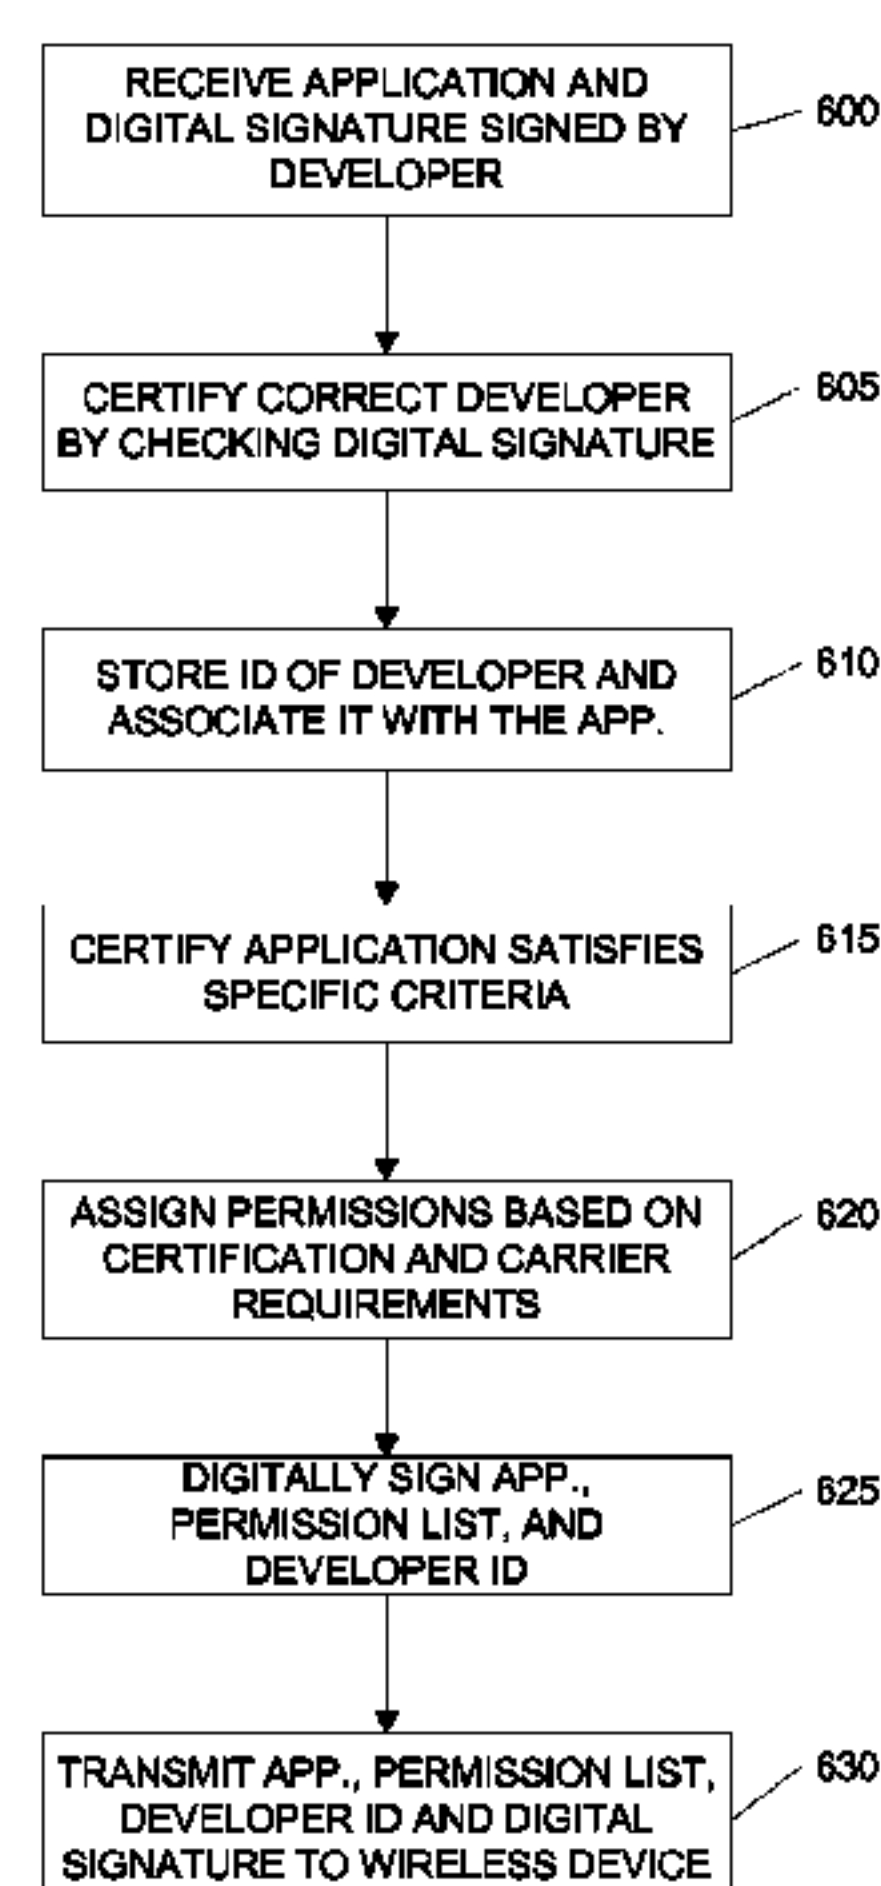 RECEIVE APPLICATION AND
DIGITAL SIGNATURE SIGNED BY
DEVELOPER
600
CERTIFY CORRECT DEVELOPER
BY CHECKING DIGITAL SIGNATURE
605
STORE ID OF DEVELOPER AND
ASSOCIATE IT WITH THE APP.
610
CERTIFY APPLICATION SATISFIES
SPECIFIC CRITERIA
615
ASSIGN PERMISSIONS BASED ON
CERTIFICATION AND CARRIER
REQUIREMENTS
620
DIGITALLY SIGN APP.,
PERMISSION LIST, AND
DEVELOPER ID
625
TRANSMIT APP., PERMISSION LIST,
DEVELOPER ID AND DIGITAL
SIGNATURE TO WIRELESS DEVICE
630